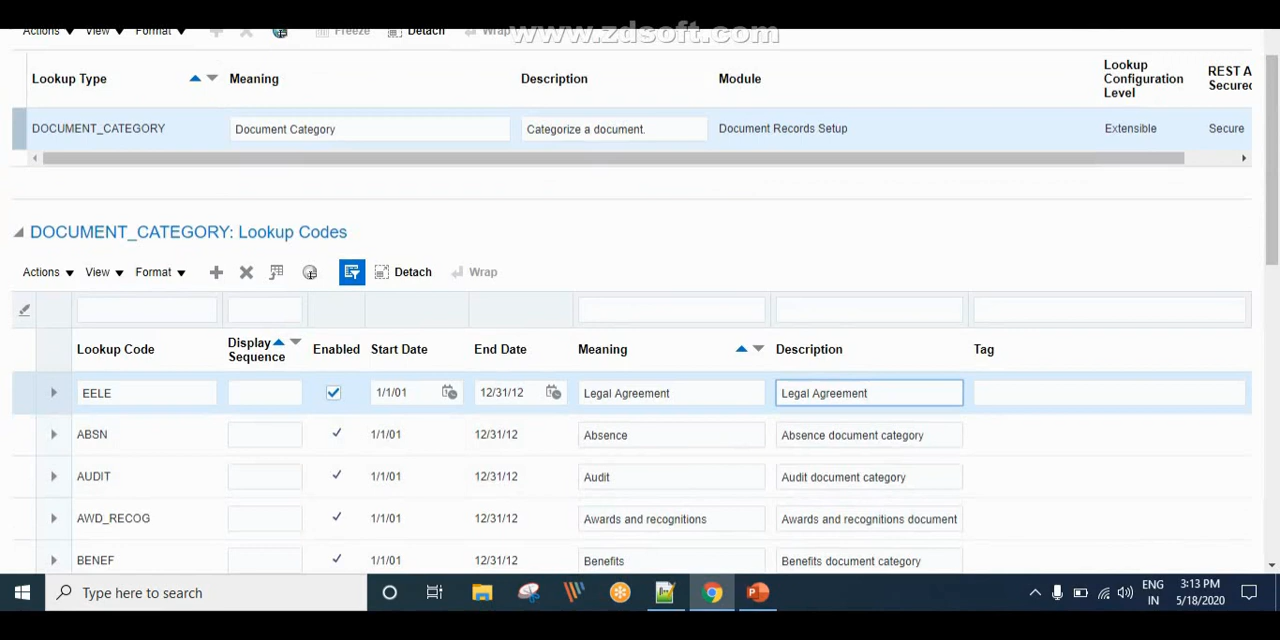 Actions View Format Freeze Detach Wrap
www.zdsoft.com
Lookup Type Meaning Description Module Lookup Configuration Level REST A Secured
DOCUMENT_CATEGORY Document Category Categorize a document. Document Records Setup Extensible Secure
DOCUMENT_CATEGORY: Lookup Codes
Actions View Format Detach Wrap
Lookup Code Display Sequence Enabled Start Date End Date Meaning Description Tag
EELE 1/1/01 12/31/12 Legal Agreement Legal Agreement
ABSN 1/1/01 12/31/12 Absence Absence document category
AUDIT 1/1/01 12/31/12 Audit Audit document category
AWD_RECOG 1/1/01 12/31/12 Awards and recognitions Awards and recognitions document
BENEF 1/1/01 12/31/12 Benefits Benefits document category
Type here to search ENG 3:13 PM
IN 5/18/2020